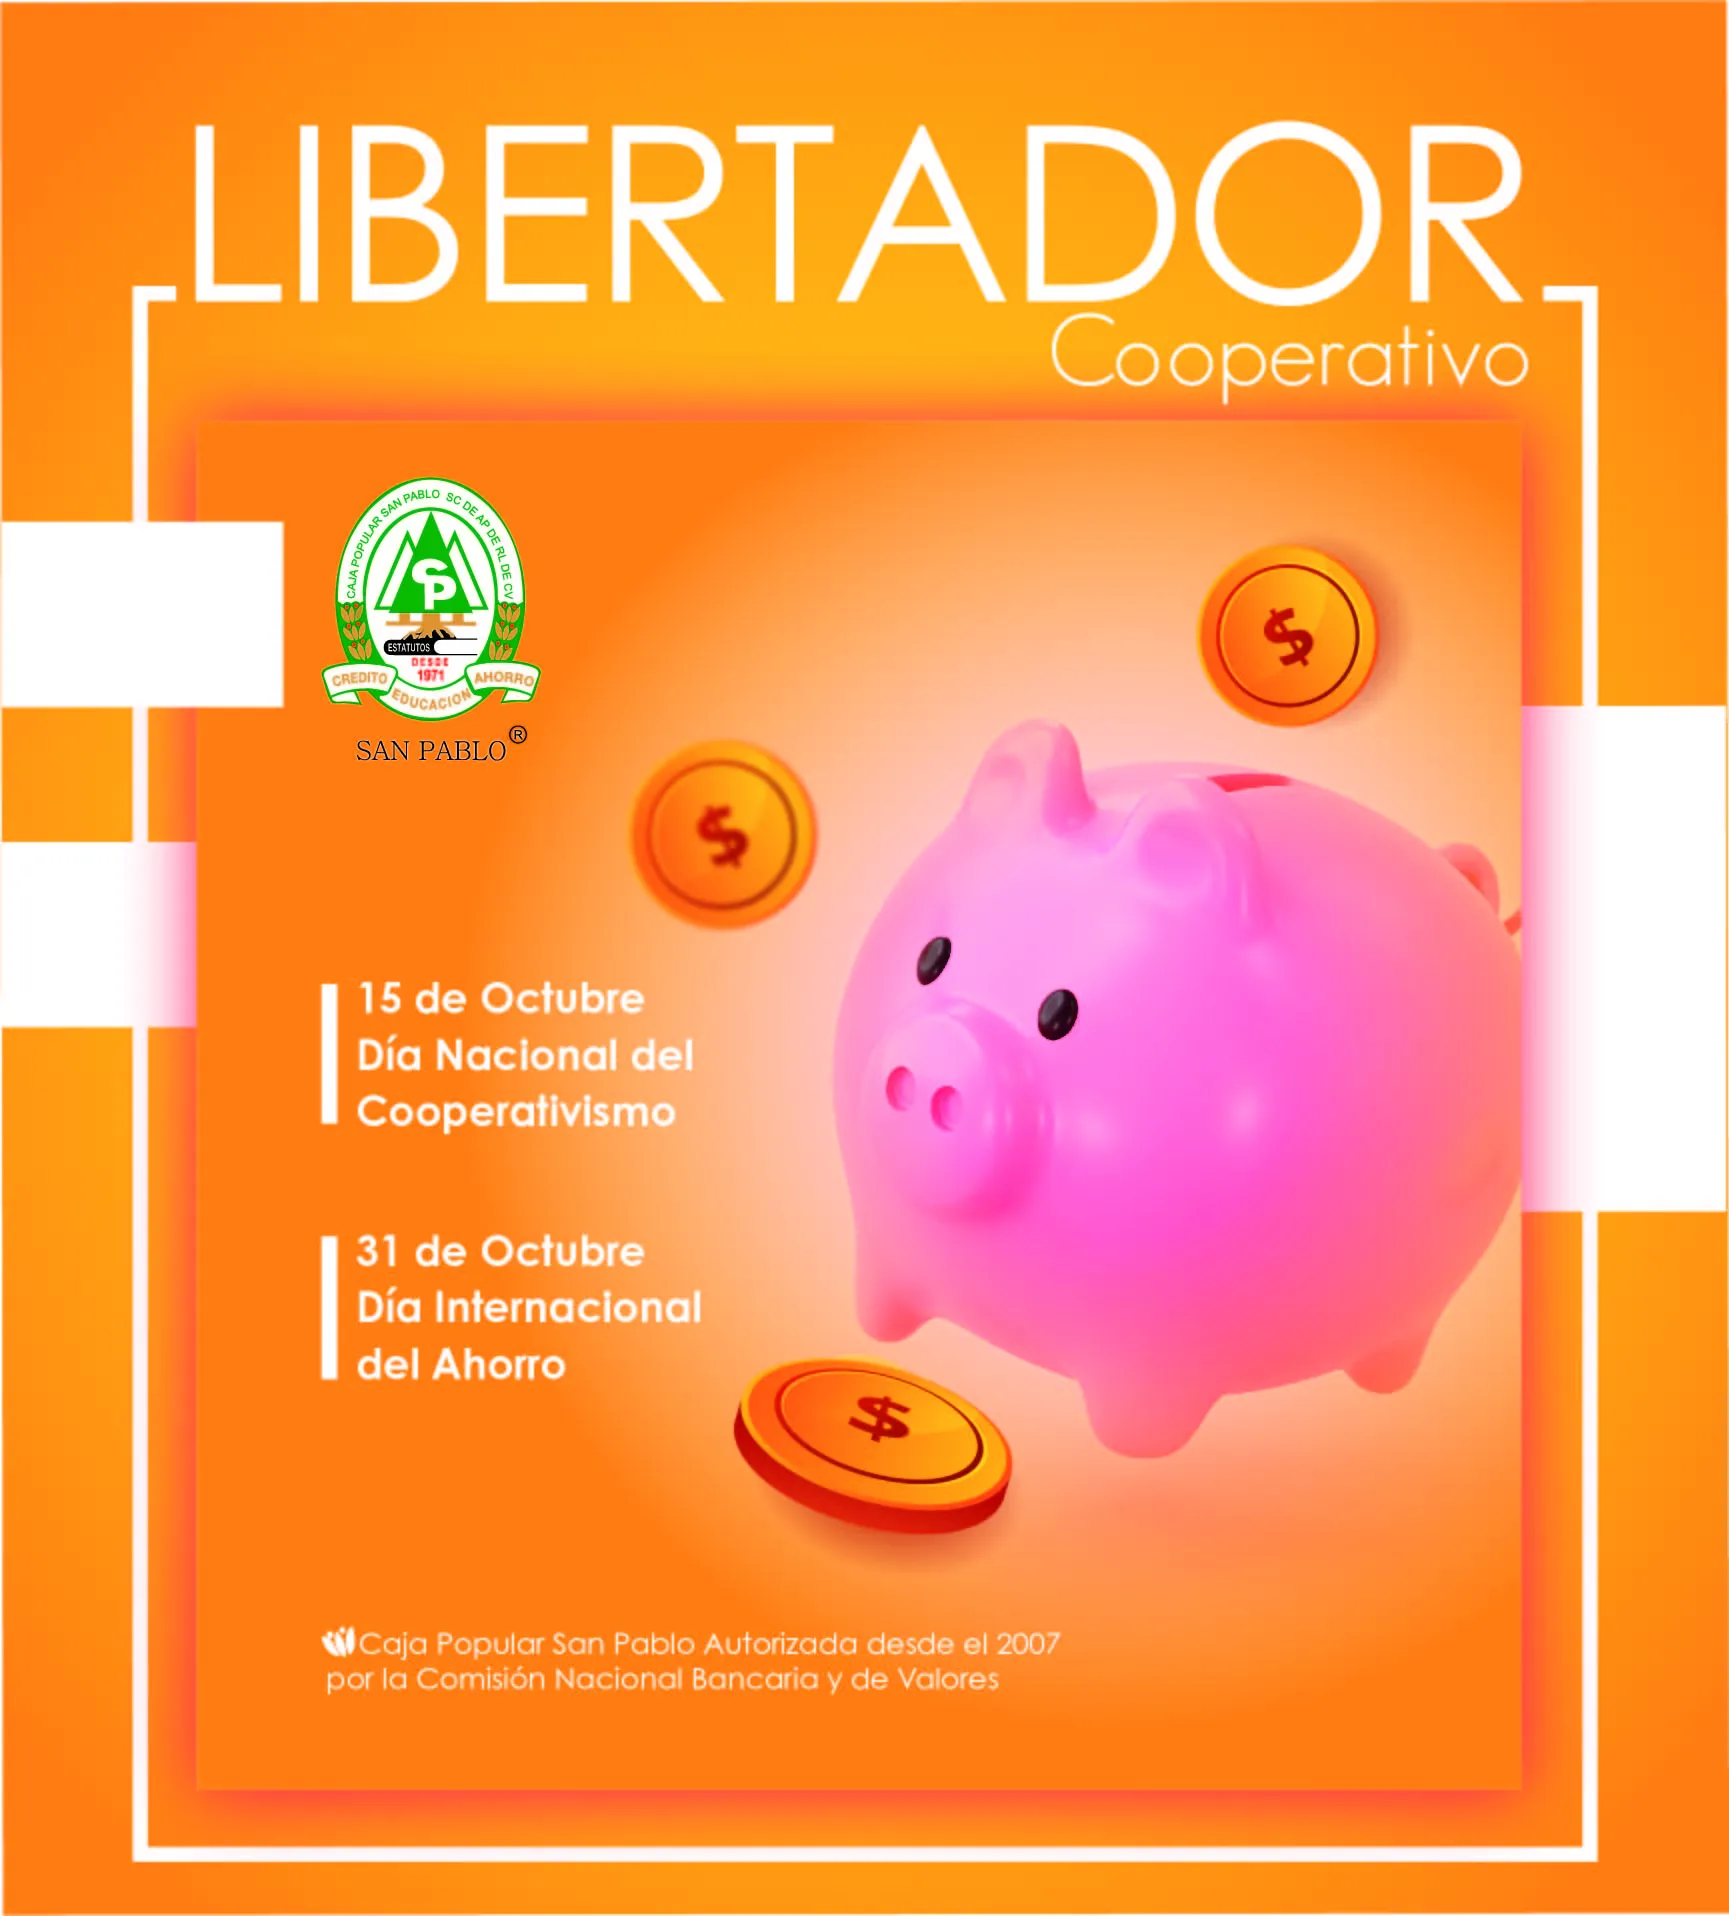 LIBERTADOR
Cooperativo
CAJA POPULAR SAN PABLO SC DE AP DE RL DE CV
CP
ESTATUTOS
DESDE
1971
CREDITO
EDUCACION
AHORRO
SAN PABLO®
$
$
15 de Octubre
Día Nacional del
Cooperativismo
31 de Octubre
Día Internacional
del Ahorro
$
Caja Popular San Pablo Autorizada desde el 2007
por la Comisión Nacional Bancaria y de Valores